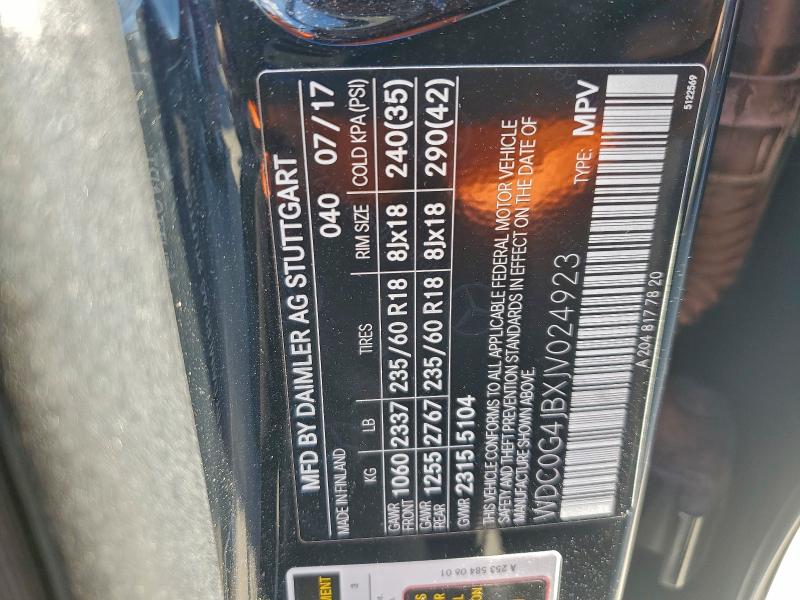 MFD BY DAIMLER AG STUTTGART
MADE IN FINLAND 040 07/17
KG LB TIRES RIM SIZE COLD KPA(PSI)
GAWR FRONT 1060 2337 235/60 R18 8Jx18 240(35)
GAWR REAR 1255 2767 235/60 R18 8Jx18 290(42)
GVWR 2315 5104
THIS VEHICLE CONFORMS TO ALL APPLICABLE FEDERAL MOTOR VEHICLE
SAFETY AND THEFT PREVENTION STANDARDS IN EFFECT ON THE DATE OF
MANUFACTURE SHOWN ABOVE.
WDC0G4JBXJV024923 TYPE: MPV
A 204 817 78 20
5122569
A 253 584 06 01